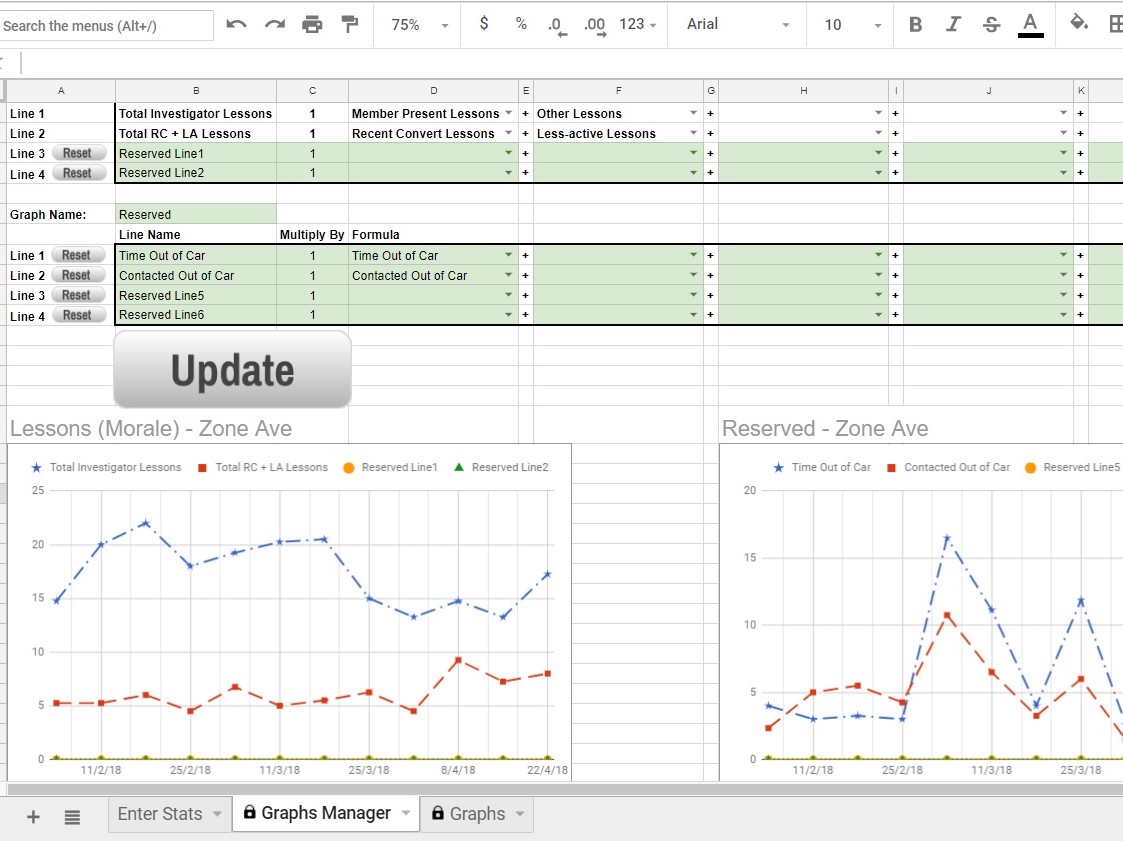 Search the menus (Alt+/) 75% $ % .0 .00 123 Arial 10 B I S A
A B C D E F G H I J K
Line 1 Total Investigator Lessons 1 Member Present Lessons + Other Lessons + + +
Line 2 Total RC + LA Lessons 1 Recent Convert Lessons + Less-active Lessons + + +
Line 3 Reset Reserved Line1 1 + + + +
Line 4 Reset Reserved Line2 1 + + + +
Graph Name: Reserved
Line Name Multiply By Formula
Line 1 Reset Time Out of Car 1 Time Out of Car + + + +
Line 2 Reset Contacted Out of Car 1 Contacted Out of Car + + + +
Line 3 Reset Reserved Line5 1 + + + +
Line 4 Reset Reserved Line6 1 + + + +
Update
Lessons (Morale) - Zone Ave
Total Investigator Lessons Total RC + LA Lessons Reserved Line1 Reserved Line2
25
20
15
10
5
0
11/2/18 25/2/18 11/3/18 25/3/18 8/4/18 22/4/18
Reserved - Zone Ave
Time Out of Car Contacted Out of Car Reserved Line5
20
15
10
5
0
11/2/18 25/2/18 11/3/18 25/3/18
+ Enter Stats Graphs Manager Graphs